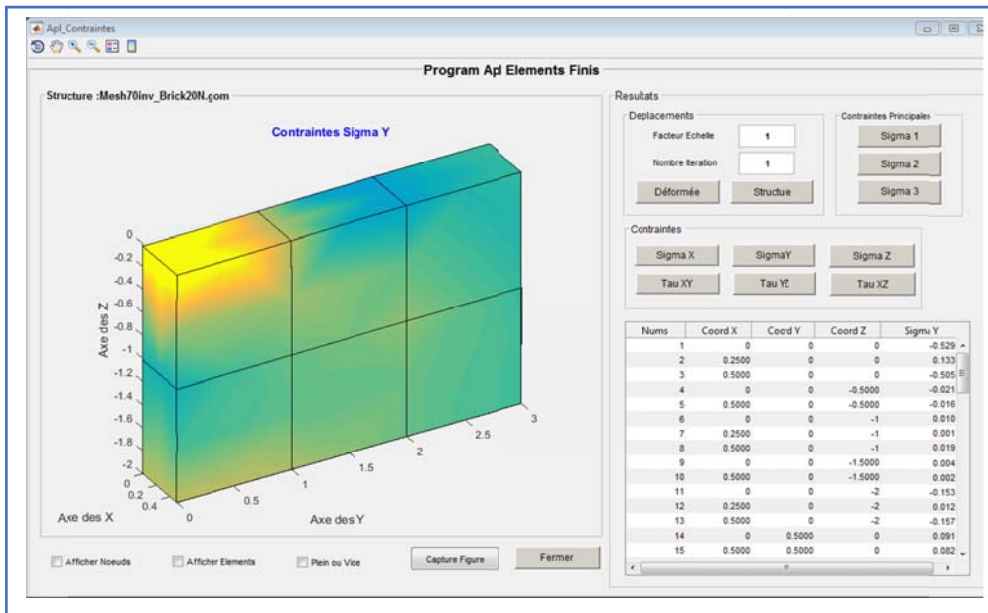 Apl_Contraintes
Program Apl Elements Finis
Structure :Mesh70inv_Brick20N.com
Contraintes Sigma Y
Axe des Z
0
-0.2
-0.4
-0.6
-0.8
-1
-1.2
-1.4
-1.6
-1.8
-2
0
0.2
0.4
Axe des X
0
0.5
1
1.5
2
2.5
3
Axe des Y
Afficher Noeuds
Afficher Elements
Plein ou Vide
Capture Figure
Fermer
Resultats
Deplacements
Facteur Echelle 1
Nombre Iteration 1
Déformée Structue
Contraintes Principales
Sigma 1
Sigma 2
Sigma 3
Contraintes
Sigma X SigmaY Sigma Z
Tau XY Tau YZ Tau XZ
Nums Coord X Coord Y Coord Z Sigma Y
1 0 0 0 -0.529
2 0.2500 0 0 0.133
3 0.5000 0 0 -0.505
4 0 0 -0.5000 -0.021
5 0.5000 0 -0.5000 -0.016
6 0 0 -1 0.010
7 0.2500 0 -1 0.001
8 0.5000 0 -1 0.019
9 0 0 -1.5000 0.004
10 0.5000 0 -1.5000 0.002
11 0 0 -2 -0.153
12 0.2500 0 -2 0.012
13 0.5000 0 -2 -0.157
14 0 0.5000 0 0.091
15 0.5000 0.5000 0 0.082